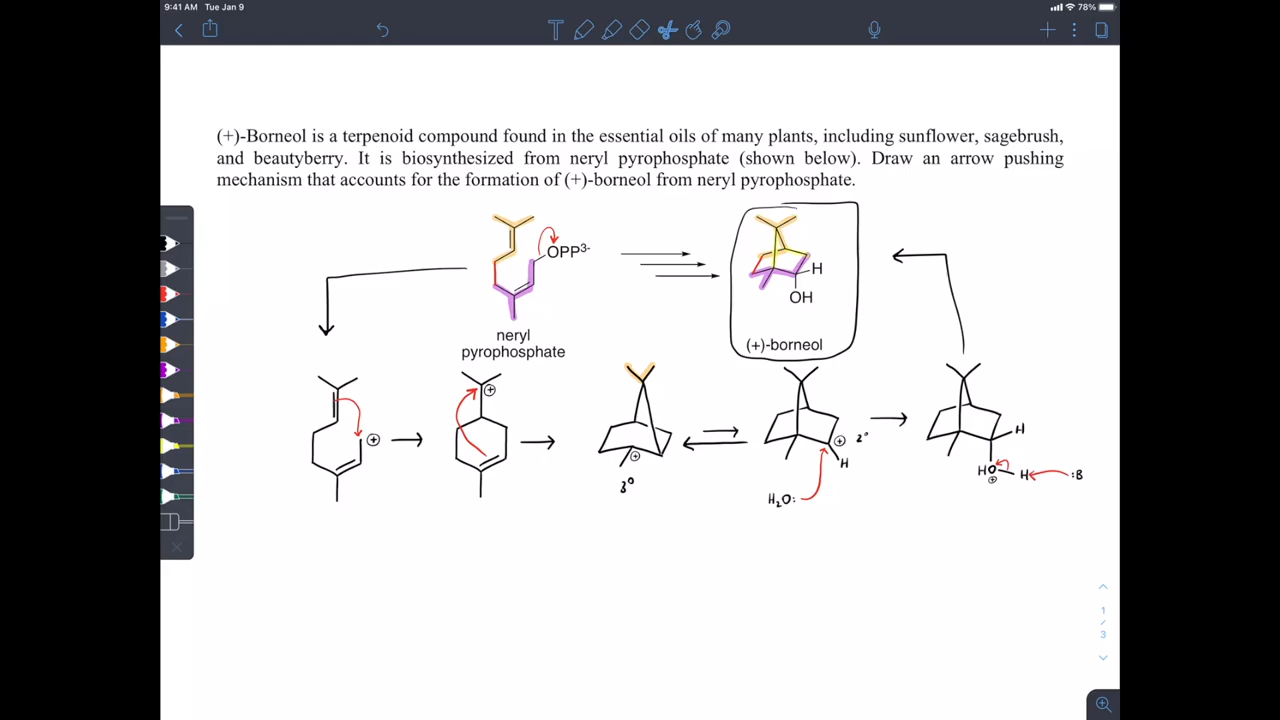 9:41 AM Tue Jan 9
78%
(+)-Borneol is a terpenoid compound found in the essential oils of many plants, including sunflower, sagebrush,
and beautyberry. It is biosynthesized from neryl pyrophosphate (shown below). Draw an arrow pushing
mechanism that accounts for the formation of (+)-borneol from neryl pyrophosphate.
OPP3-
H
OH
neryl
pyrophosphate
(+)-borneol
+
+
+
3°
+
2°
H
H₂O:
H
HO
+
H
:B
1
/
3